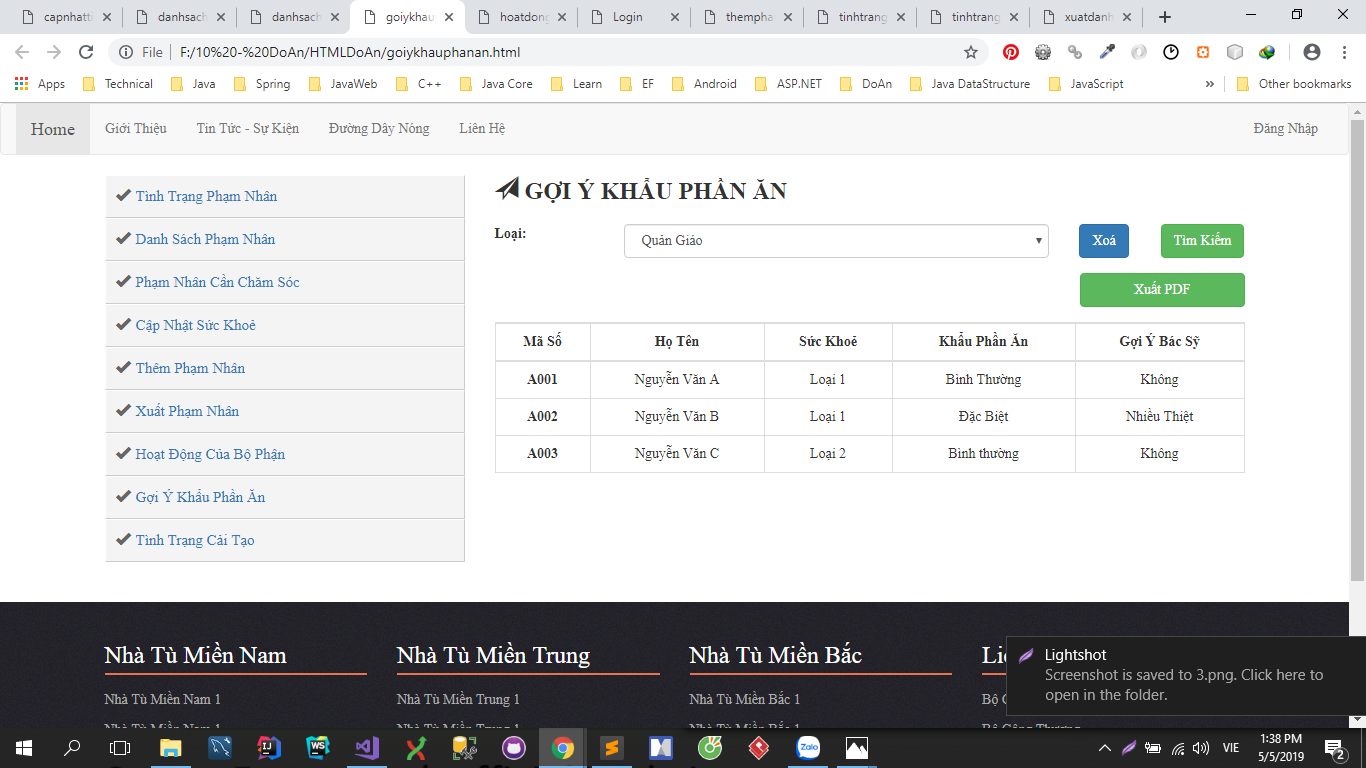 capnhattı danhsach danhsach goiykhau hoatdong Login thempha tinhtrang tinhtrang xuatdanh
File F:/10%20-%20DoAn/HTMLDoAn/goiykhauphanan.html
Apps Technical Java Spring JavaWeb C++ Java Core Learn EF Android ASP.NET DoAn Java DataStructure JavaScript » Other bookmarks
Home Giới Thiệu Tin Tức - Sự Kiện Đường Dây Nóng Liên Hệ Đăng Nhập
Tình Trạng Phạm Nhân
Danh Sách Phạm Nhân
Phạm Nhân Cần Chăm Sóc
Cập Nhật Sức Khoẻ
Thêm Phạm Nhân
Xuất Phạm Nhân
Hoạt Động Của Bộ Phận
Gợi Ý Khẩu Phần Ăn
Tình Trạng Cải Tạo
GỢI Ý KHẨU PHẦN ĂN
Loại: Quản Giáo Xoá Tìm Kiếm
Xuất PDF
Mã Số Họ Tên Sức Khoẻ Khẩu Phần Ăn Gợi Ý Bác Sỹ
A001 Nguyễn Văn A Loại 1 Bình Thường Không
A002 Nguyễn Văn B Loại 1 Đặc Biệt Nhiều Thiệt
A003 Nguyễn Văn C Loại 2 Bình thường Không
Nhà Tù Miền Nam Nhà Tù Miền Trung Nhà Tù Miền Bắc
Nhà Tù Miền Nam 1 Nhà Tù Miền Trung 1 Nhà Tù Miền Bắc 1
Nhà Tù Miền Nam 1 Nhà Tù Miền Trung 1 Nhà Tù Miền Bắc 1 Bộ Công Thương
Lightshot
Screenshot is saved to 3.png. Click here to
open in the folder.
Zalo VIE 1:38 PM
5/5/2019 2